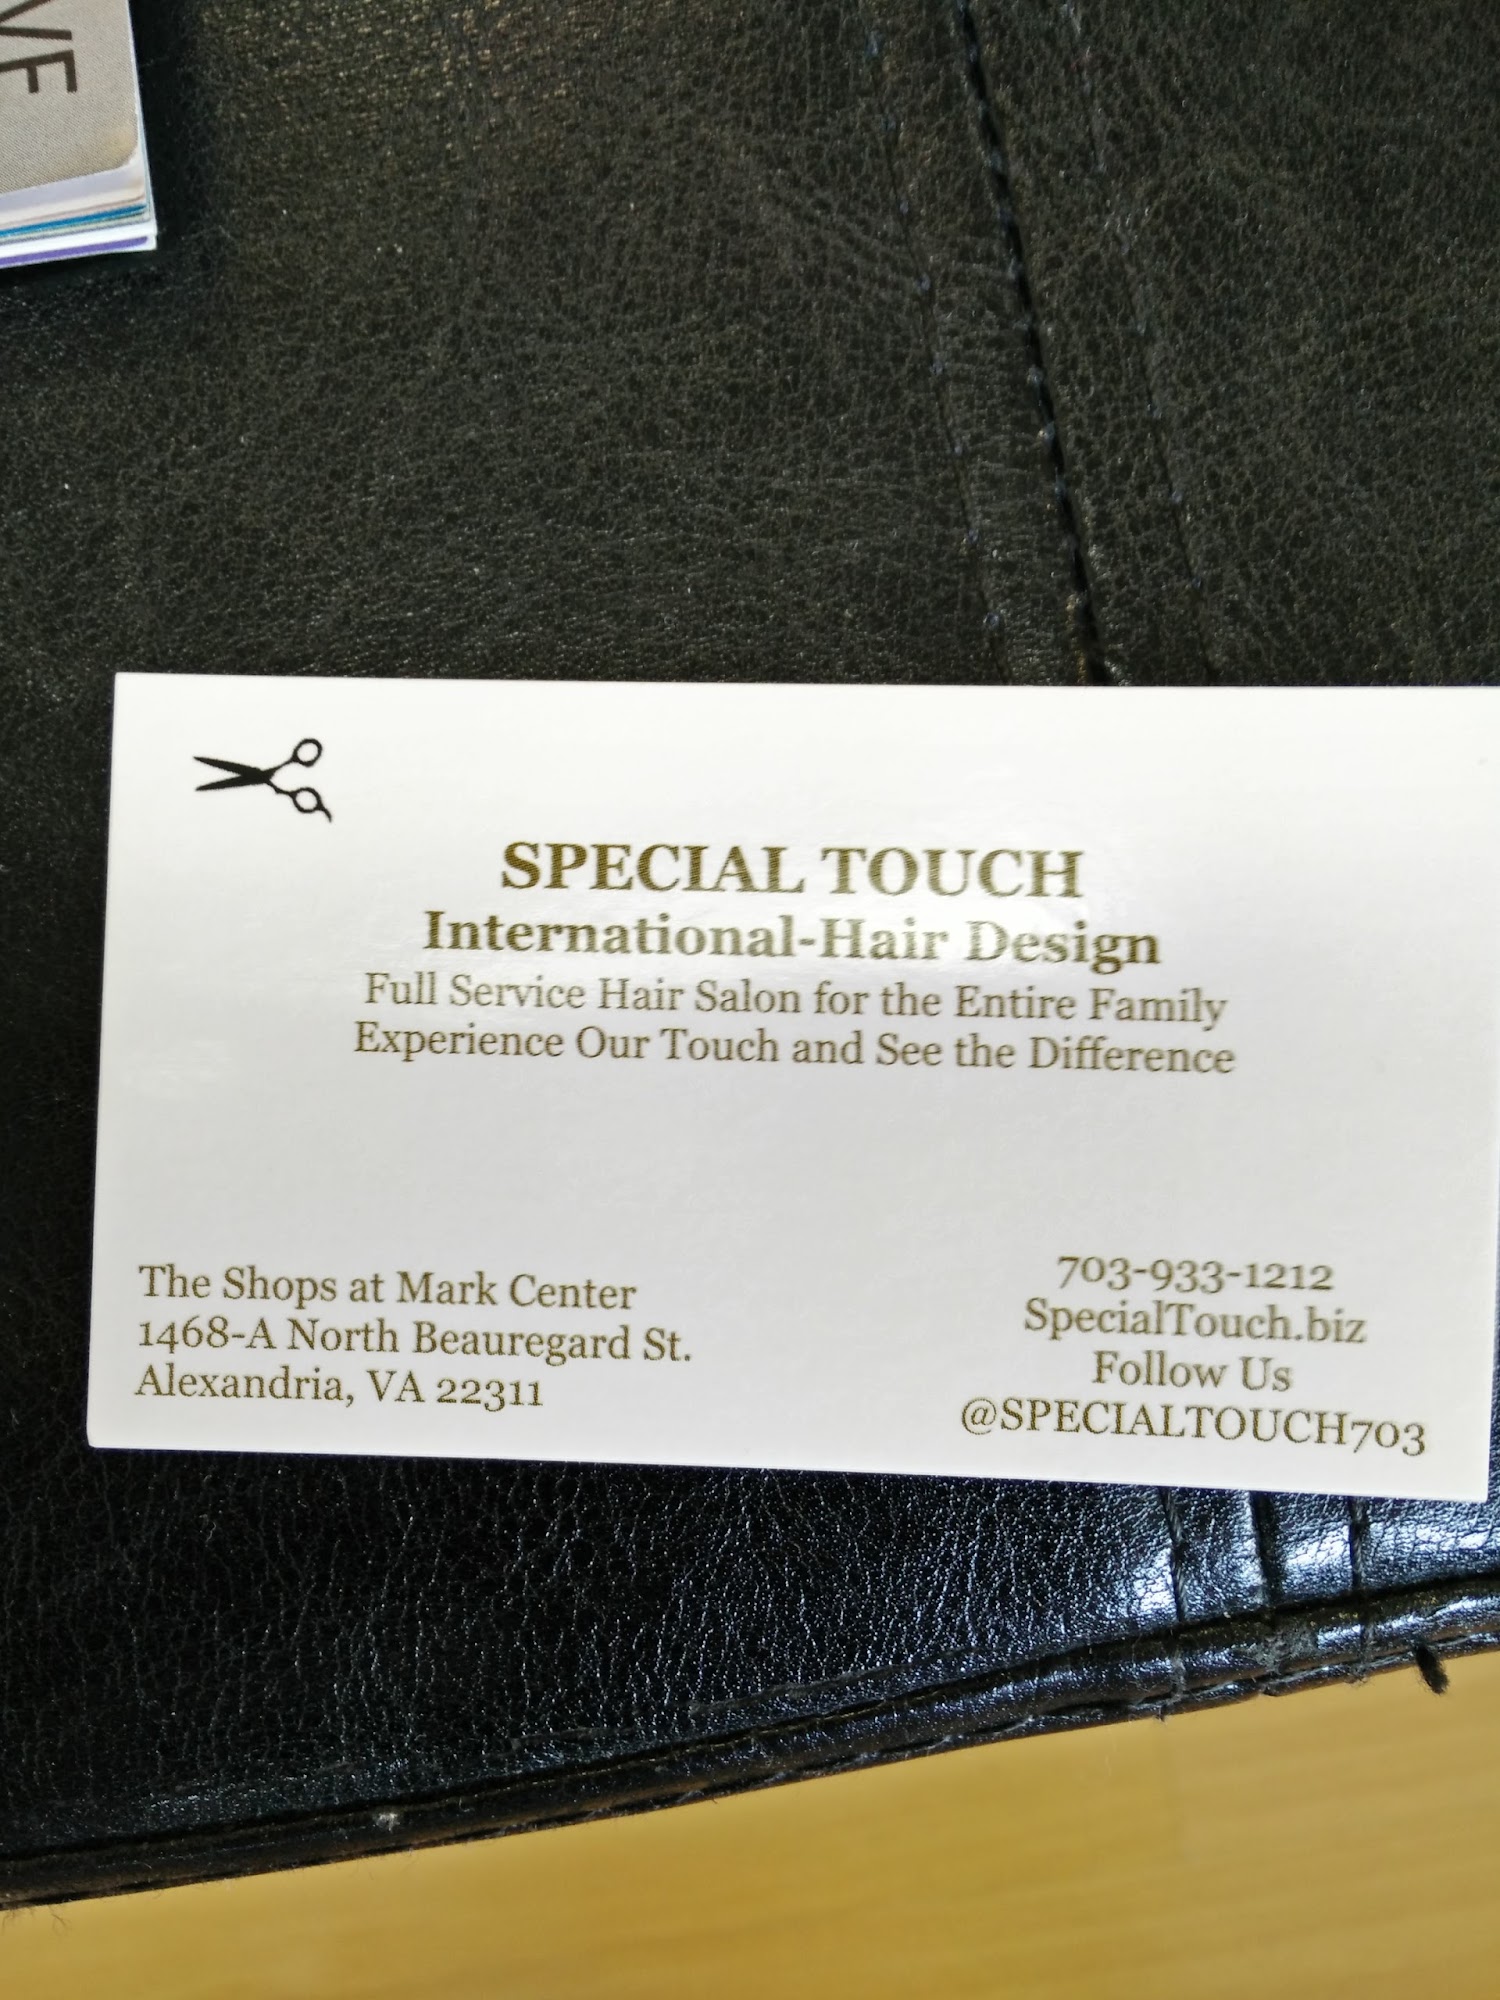 VE
SPECIAL TOUCH
International-Hair Design
Full Service Hair Salon for the Entire Family
Experience Our Touch and See the Difference
The Shops at Mark Center
1468-A North Beauregard St.
Alexandria, VA 22311
703-933-1212
SpecialTouch.biz
Follow Us
@SPECIALTOUCH703